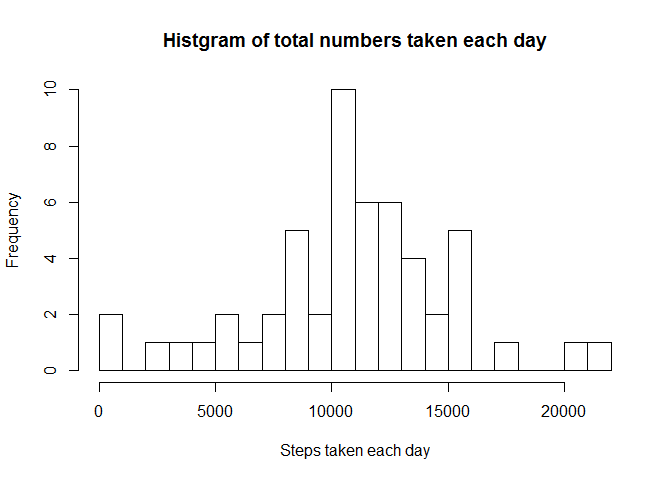 Histgram of total numbers taken each day
Frequency
10
8
6
4
2
0
0 5000 10000 15000 20000
Steps taken each day